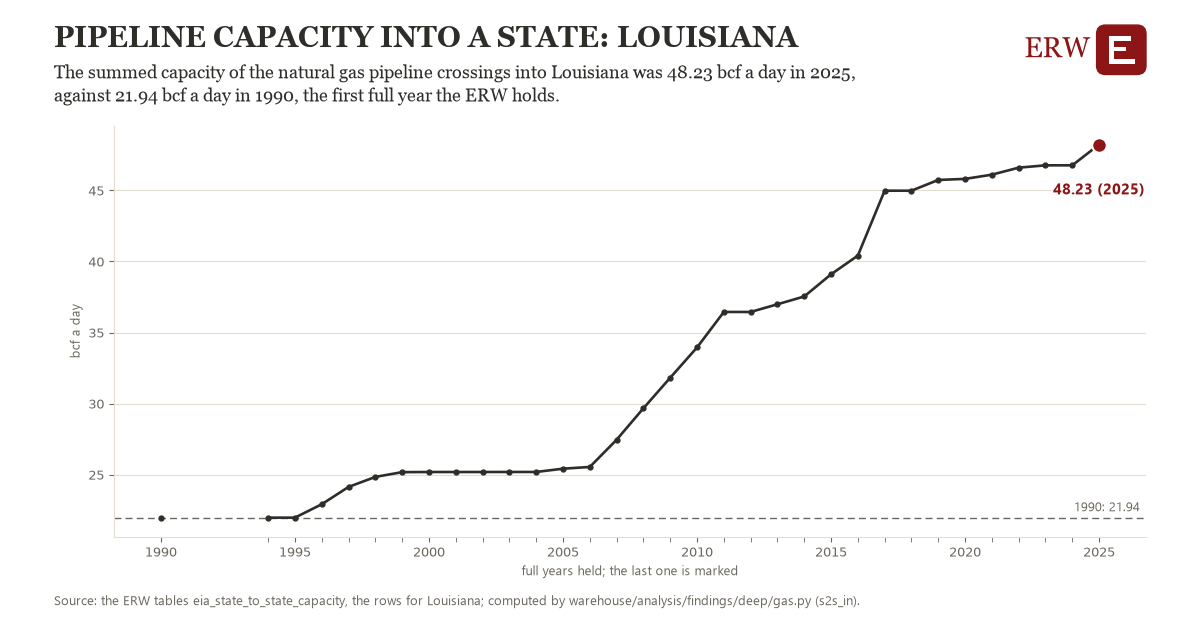 PIPELINE CAPACITY INTO A STATE: LOUISIANA
The summed capacity of the natural gas pipeline crossings into Louisiana was 48.23 bcf a day in 2025,
against 21.94 bcf a day in 1990, the first full year the ERW holds.
ERW E
45
40
35
30
25
bcf a day
48.23 (2025)
1990: 21.94
1990 1995 2000 2005 2010 2015 2020 2025
full years held; the last one is marked
Source: the ERW tables eia_state_to_state_capacity, the rows for Louisiana; computed by warehouse/analysis/findings/deep/gas.py (s2s_in).